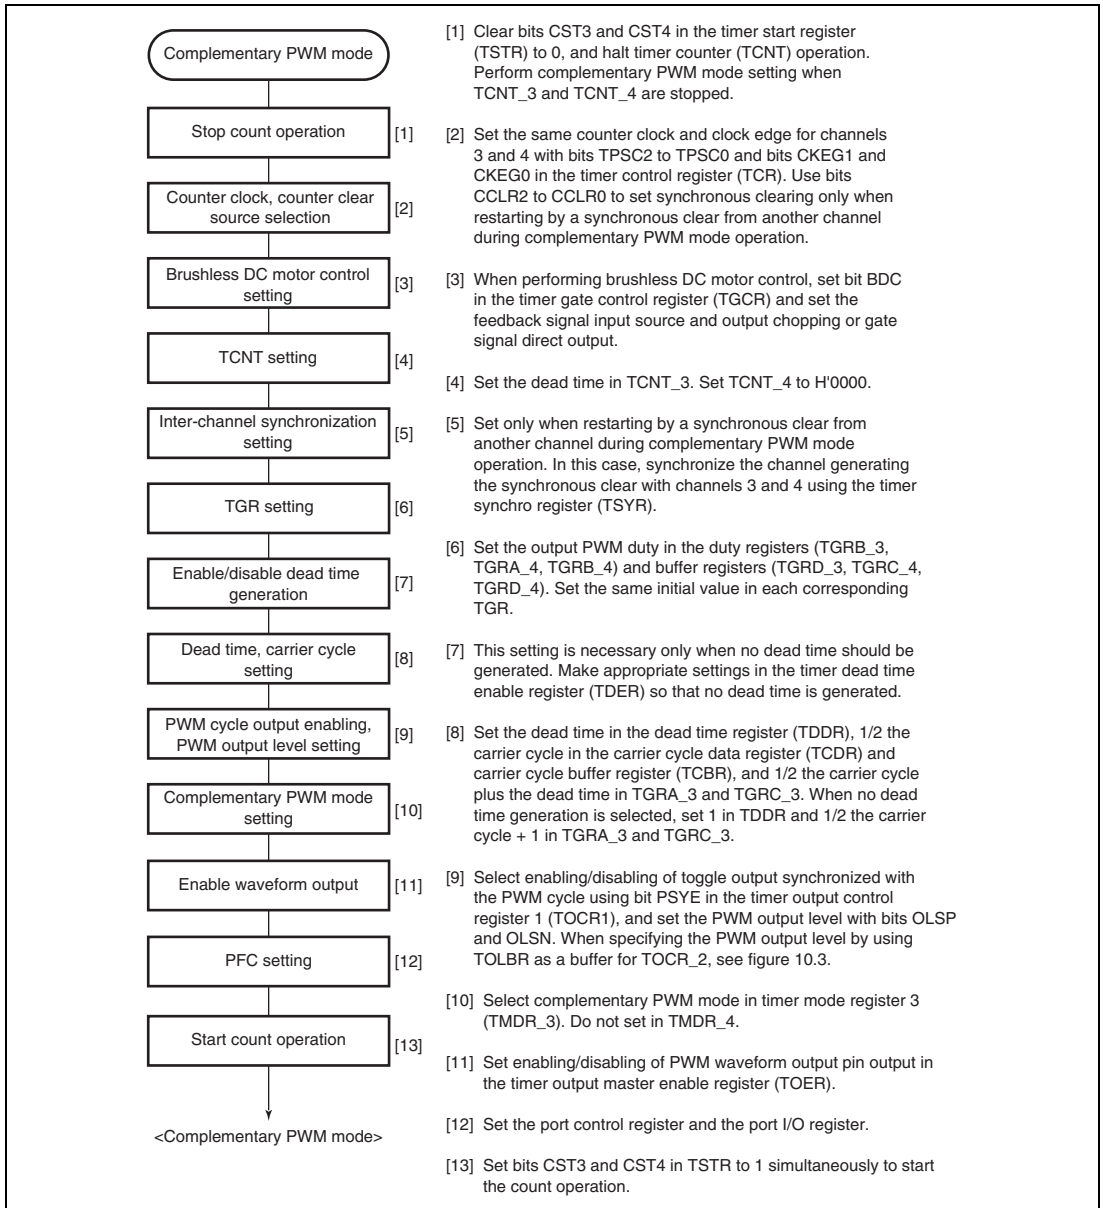 Complementary PWM mode
Stop count operation
[1]
Counter clock, counter clear
source selection
[2]
Brushless DC motor control
setting
[3]
TCNT setting
[4]
Inter-channel synchronization
setting
[5]
TGR setting
[6]
Enable/disable dead time
generation
[7]
Dead time, carrier cycle
setting
[8]
PWM cycle output enabling,
PWM output level setting
[9]
Complementary PWM mode
setting
[10]
Enable waveform output
[11]
PFC setting
[12]
Start count operation
[13]
<Complementary PWM mode>
[1] Clear bits CST3 and CST4 in the timer start register
(TSTR) to 0, and halt timer counter (TCNT) operation.
Perform complementary PWM mode setting when
TCNT_3 and TCNT_4 are stopped.
[2] Set the same counter clock and clock edge for channels
3 and 4 with bits TPSC2 to TPSC0 and bits CKEG1 and
CKEG0 in the timer control register (TCR). Use bits
CCLR2 to CCLR0 to set synchronous clearing only when
restarting by a synchronous clear from another channel
during complementary PWM mode operation.
[3] When performing brushless DC motor control, set bit BDC
in the timer gate control register (TGCR) and set the
feedback signal input source and output chopping or gate
signal direct output.
[4] Set the dead time in TCNT_3. Set TCNT_4 to H'0000.
[5] Set only when restarting by a synchronous clear from
another channel during complementary PWM mode
operation. In this case, synchronize the channel generating
the synchronous clear with channels 3 and 4 using the timer
synchro register (TSYR).
[6] Set the output PWM duty in the duty registers (TGRB_3,
TGRA_4, TGRB_4) and buffer registers (TGRD_3, TGRC_4,
TGRD_4). Set the same initial value in each corresponding
TGR.
[7] This setting is necessary only when no dead time should be
generated. Make appropriate settings in the timer dead time
enable register (TDER) so that no dead time is generated.
[8] Set the dead time in the dead time register (TDDR), 1/2 the
carrier cycle in the carrier cycle data register (TCDR) and
carrier cycle buffer register (TCBR), and 1/2 the carrier cycle
plus the dead time in TGRA_3 and TGRC_3. When no dead
time generation is selected, set 1 in TDDR and 1/2 the carrier
cycle + 1 in TGRA_3 and TGRC_3.
[9] Select enabling/disabling of toggle output synchronized with
the PWM cycle using bit PSYE in the timer output control
register 1 (TOCR1), and set the PWM output level with bits OLSP
and OLSN. When specifying the PWM output level by using
TOLBR as a buffer for TOCR_2, see figure 10.3.
[10] Select complementary PWM mode in timer mode register 3
(TMDR_3). Do not set in TMDR_4.
[11] Set enabling/disabling of PWM waveform output pin output in
the timer output master enable register (TOER).
[12] Set the port control register and the port I/O register.
[13] Set bits CST3 and CST4 in TSTR to 1 simultaneously to start
the count operation.